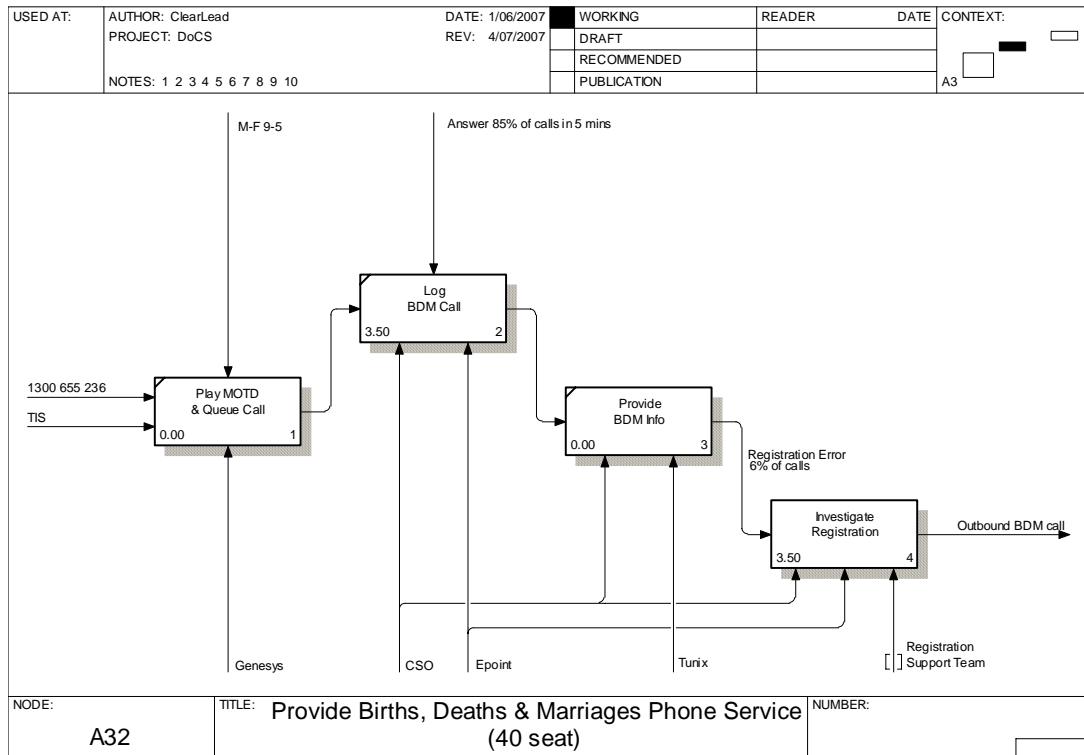 USED AT:
AUTHOR: ClearLead
DATE: 1/06/2007
PROJECT: DoCS
REV: 4/07/2007
NOTES: 1 2 3 4 5 6 7 8 9 10
WORKING
DRAFT
RECOMMENDED
PUBLICATION
READER
DATE
CONTEXT:
A3
M-F 9-5
Answer 85% of calls in 5 mins
Log
BDM Call
3.50
2
1300 655 236
TIS
Play MOTD
& Queue Call
0.00
1
Provide
BDM Info
0.00
3
Registration Error
6% of calls
Investigate
Registration
3.50
4
Outbound BDM call
Genesys
CSO
Epoint
Tunix
Registration
Support Team
NODE:
A32
TITLE:
Provide Births, Deaths & Marriages Phone Service
(40 seat)
NUMBER: